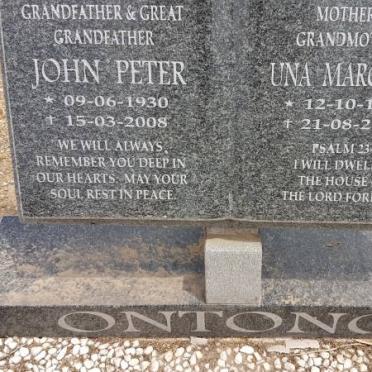 GRANDFATHER & GREAT
GRANDFATHER
JOHN PETER
★ 09-06-1930
✝ 15-03-2008
WE WILL ALWAYS
REMEMBER YOU DEEP IN
OUR HEARTS. MAY YOUR
SOUL REST IN PEACE.
MOTHER
GRANDMOT
UNA MARG
★ 12-10-1
✝ 21-08-2
PSALM 23-
I WILL DWEL
THE HOUSE
THE LORD FOR
ONTONG